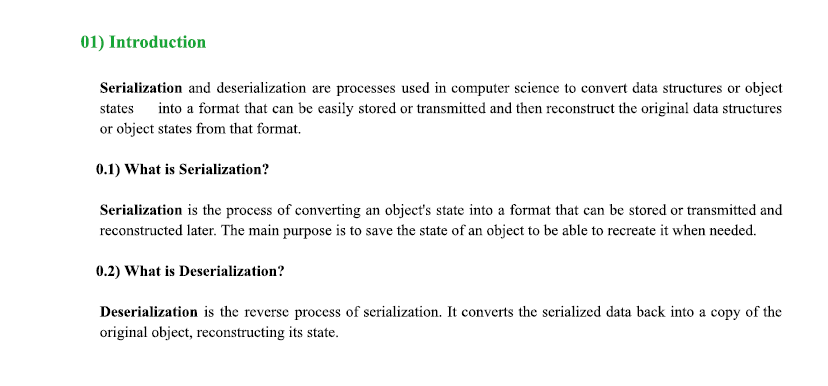 01) Introduction
Serialization and deserialization are processes used in computer science to convert data structures or object
states into a format that can be easily stored or transmitted and then reconstruct the original data structures
or object states from that format.
0.1) What is Serialization?
Serialization is the process of converting an object's state into a format that can be stored or transmitted and
reconstructed later. The main purpose is to save the state of an object to be able to recreate it when needed.
0.2) What is Deserialization?
Deserialization is the reverse process of serialization. It converts the serialized data back into a copy of the
original object, reconstructing its state.